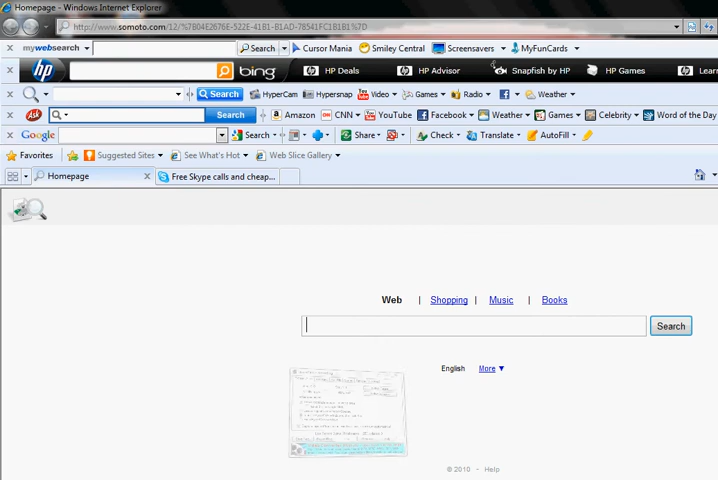 Homepage - Windows Internet Explorer
http://www.somoto.com/12/%7B04E2676E-522E-41B1-B1AD-78541FC1B1B1%7D
mywebsearch Search Cursor Mania Smiley Central Screensavers MyFunCards
hp bing HP Deals HP Advisor Snapfish by HP HP Games Learn
Search HyperCam Hypersnap Video Games Radio Weather
Ask Search Amazon CNN YouTube Facebook Weather Games Celebrity Word of the Day
Google Search Share Check Translate AutoFill
Favorites Suggested Sites See What's Hot Web Slice Gallery
Homepage Free Skype calls and cheap...
Web | Shopping | Music | Books
Search
English More ▼
© 2010 - Help